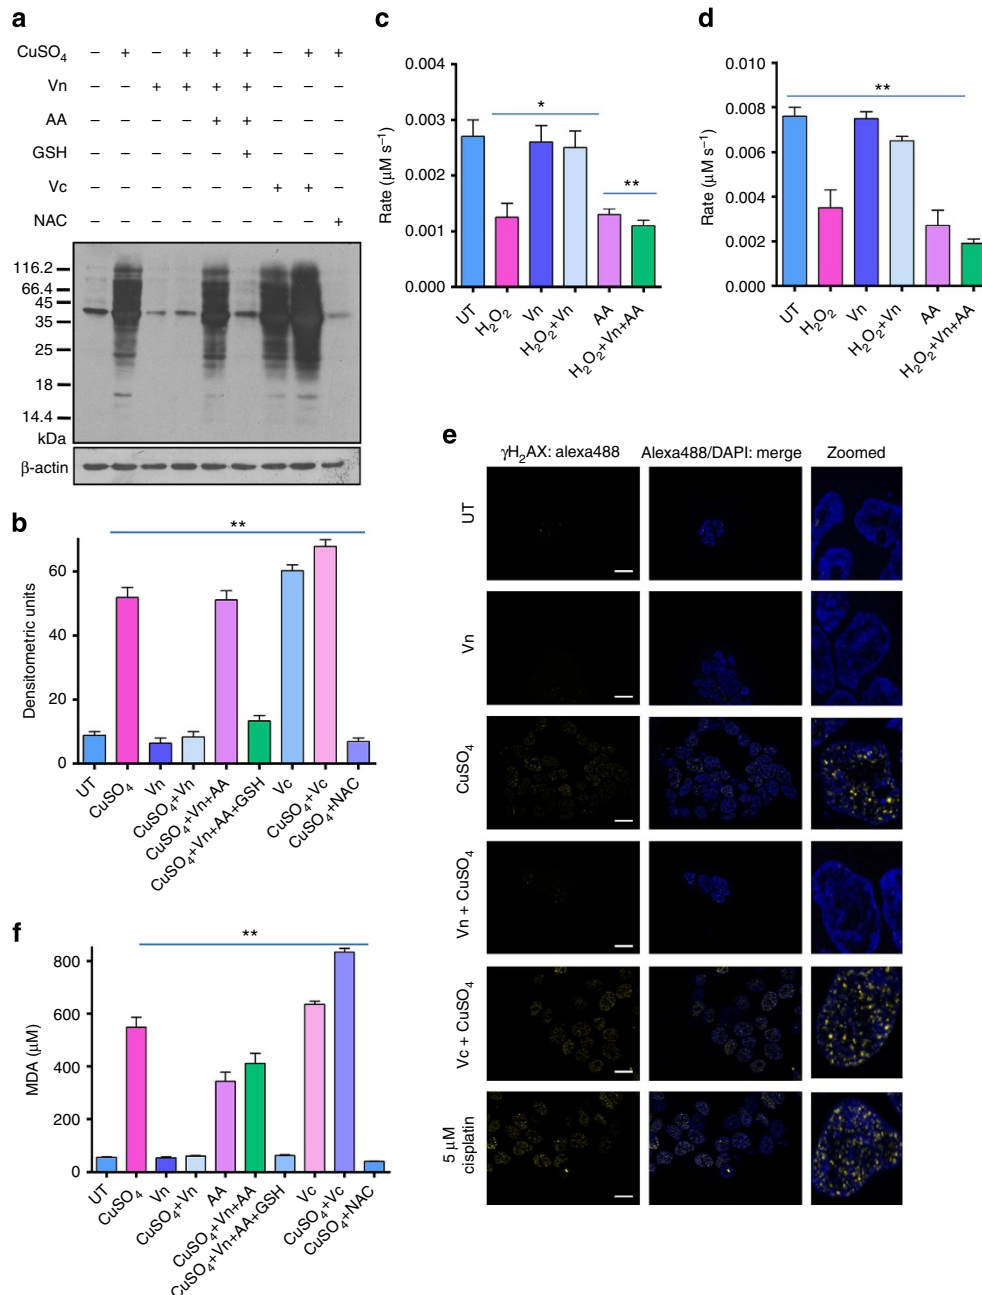 a
CuSO4 – + – + + + – + +
Vn – – + + + + – – –
AA – – – – + + – – –
GSH – – – – – + – – –
Vc – – – – – – + + –
NAC – – – – – – – – +
116.2
66.4
45
35
25
18
14.4
kDa
β-actin
b
**
Densitometric units
60
40
20
0
UT
CuSO4
Vn
CuSO4+Vn
CuSO4+Vn+AA
CuSO4+Vn+AA+GSH
Vc
CuSO4+Vc
CuSO4+NAC
c
Rate (μM s–1)
0.004
0.003
0.002
0.001
0.000
*
**
UT
H2O2
Vn
H2O2+Vn
AA
H2O2+Vn+AA
d
Rate (μM s–1)
0.010
0.008
0.006
0.004
0.002
0.000
**
UT
H2O2
Vn
H2O2+Vn
AA
H2O2+Vn+AA
e
γH2AX: alexa488 Alexa488/DAPI: merge Zoomed
UT
Vn
CuSO4
Vn + CuSO4
Vc + CuSO4
5 μM
cisplatin
f
**
MDA (μM)
800
600
400
200
0
UT
CuSO4
Vn
CuSO4+Vn
AA
CuSO4+Vn+AA
CuSO4+Vn+AA+GSH
Vc
CuSO4+Vc
CuSO4+NAC